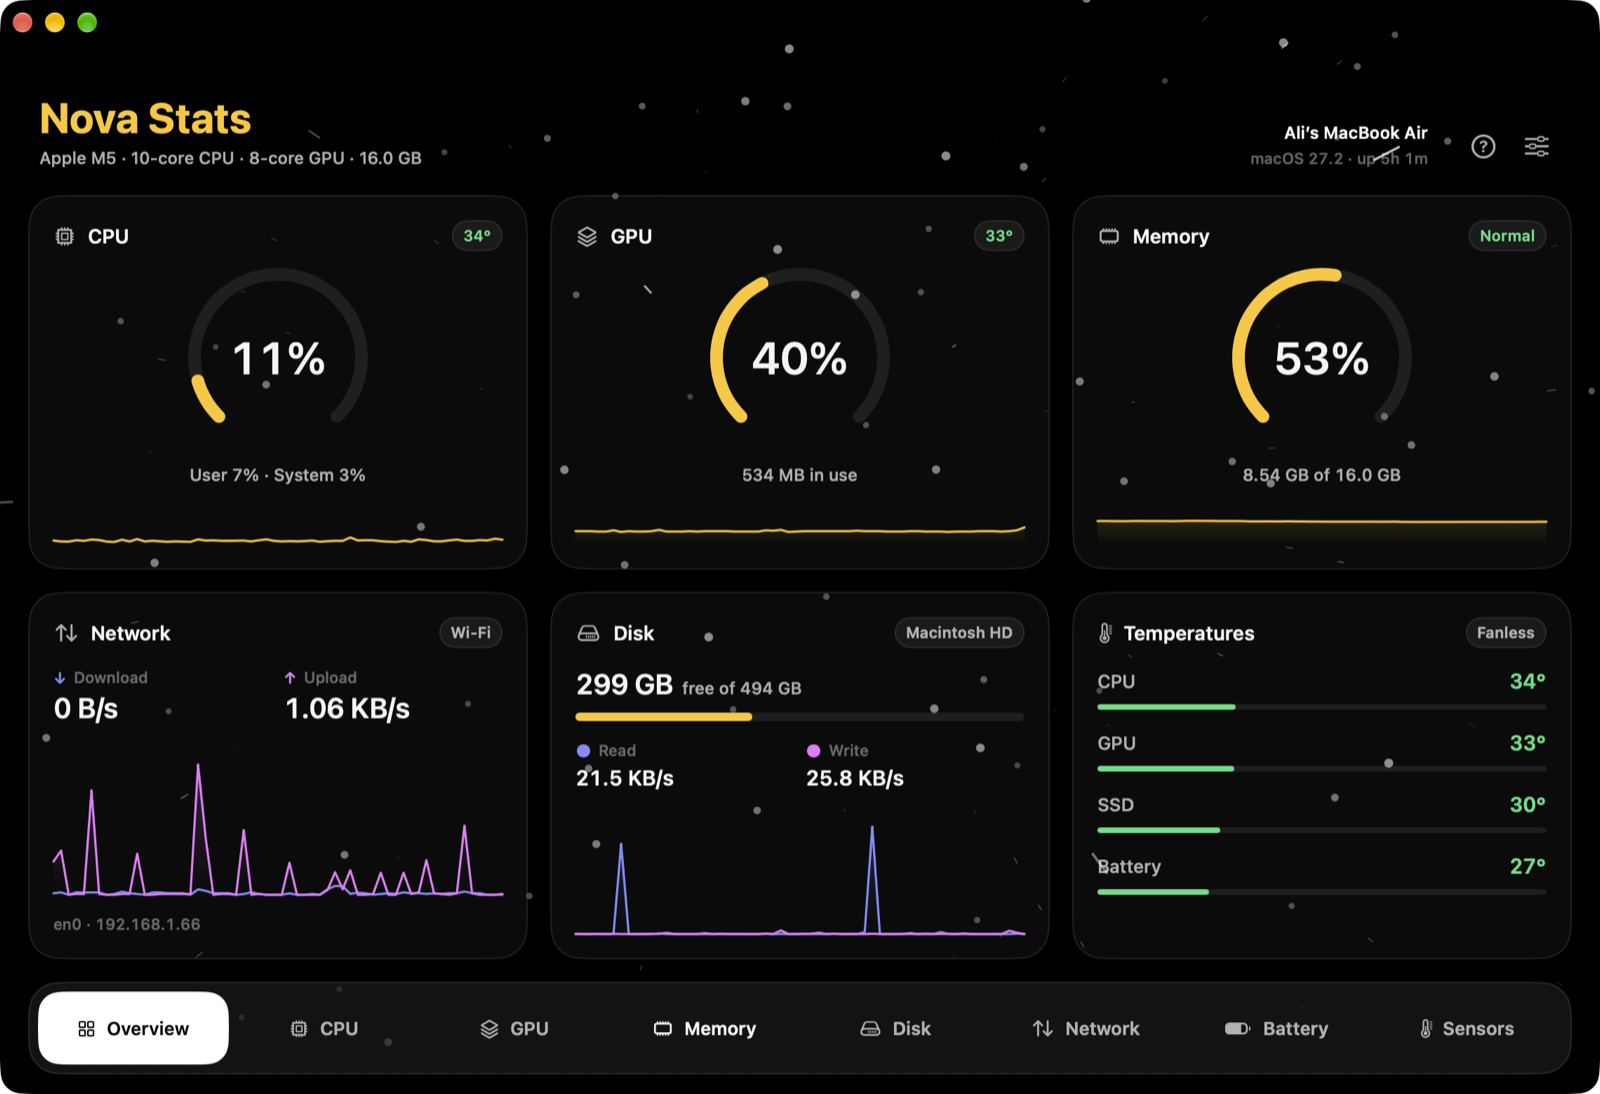 Nova Stats
Apple M5 · 10-core CPU · 8-core GPU · 16.0 GB
Ali's MacBook Air
macOS 27.2 · up 5h 1m
?
CPU
34°
11%
User 7% · System 3%
GPU
33°
40%
534 MB in use
Memory
Normal
53%
8.54 GB of 16.0 GB
Network
Wi-Fi
Download
Upload
0 B/s
1.06 KB/s
en0 · 192.168.1.66
Disk
Macintosh HD
299 GB free of 494 GB
Read
Write
21.5 KB/s
25.8 KB/s
Temperatures
Fanless
CPU 34°
GPU 33°
SSD 30°
Battery 27°
Overview
CPU
GPU
Memory
Disk
Network
Battery
Sensors